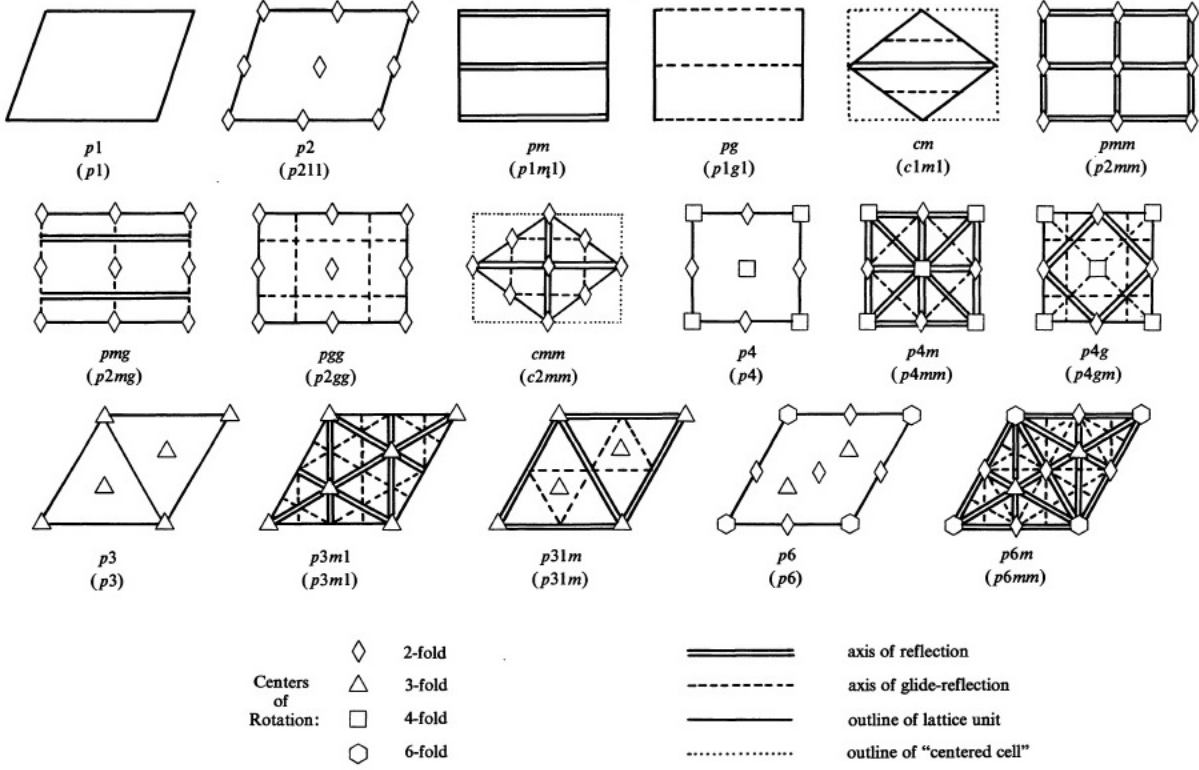 p1 p2 pm pg cm pmm
(p1) (p211) (p1m1) (p1g1) (c1m1) (p2mm)
pmg pgg cmm p4 p4m p4g
(p2mg) (p2gg) (c2mm) (p4) (p4mm) (p4gm)
p3 p3m1 p31m p6 p6m
(p3) (p3m1) (p31m) (p6) (p6mm)
Centers
of
Rotation:
2-fold
3-fold
4-fold
6-fold
axis of reflection
axis of glide-reflection
outline of lattice unit
outline of “centered cell”